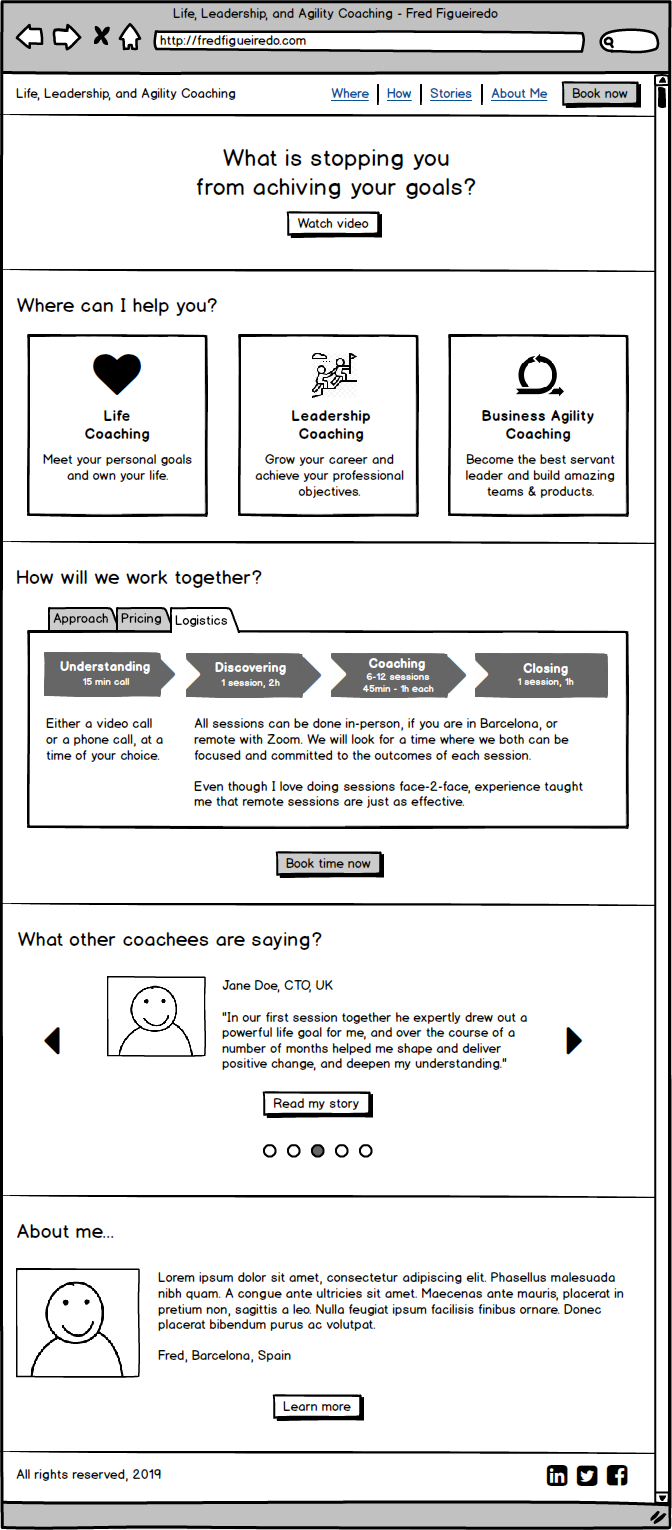 Life, Leadership, and Agility Coaching - Fred Figueiredo
http://fredfigueiredo.com
Life, Leadership, and Agility Coaching
Where
How
Stories
About Me
Book now
What is stopping you
from achiving your goals?
Watch video
Where can I help you?
Life
Coaching
Meet your personal goals
and own your life.
Leadership
Coaching
Grow your career and
achieve your professional
objectives.
Business Agility
Coaching
Become the best servant
leader and build amazing
teams & products.
How will we work together?
Approach
Pricing
Logistics
Understanding
15 min call
Discovering
1 session, 2h
Coaching
6-12 sessions
45min - 1h each
Closing
1 session, 1h
Either a video call
or a phone call, at a
time of your choice.
All sessions can be done in-person, if you are in Barcelona, or
remote with Zoom. We will look for a time where we both can be
focused and committed to the outcomes of each session.
Even though I love doing sessions face-2-face, experience taught
me that remote sessions are just as effective.
Book time now
What other coachees are saying?
Jane Doe, CTO, UK
"In our first session together he expertly drew out a
powerful life goal for me, and over the course of a
number of months helped me shape and deliver
positive change, and deepen my understanding."
Read my story
About me...
Lorem ipsum dolor sit amet, consectetur adipiscing elit. Phasellus malesuada
nibh quam. A congue ante ultricies sit amet. Maecenas ante mauris, placerat in
pretium non, sagittis a leo. Nulla feugiat ipsum facilisis finibus ornare. Donec
placerat bibendum purus ac volutpat.
Fred, Barcelona, Spain
Learn more
All rights reserved, 2019
in
f